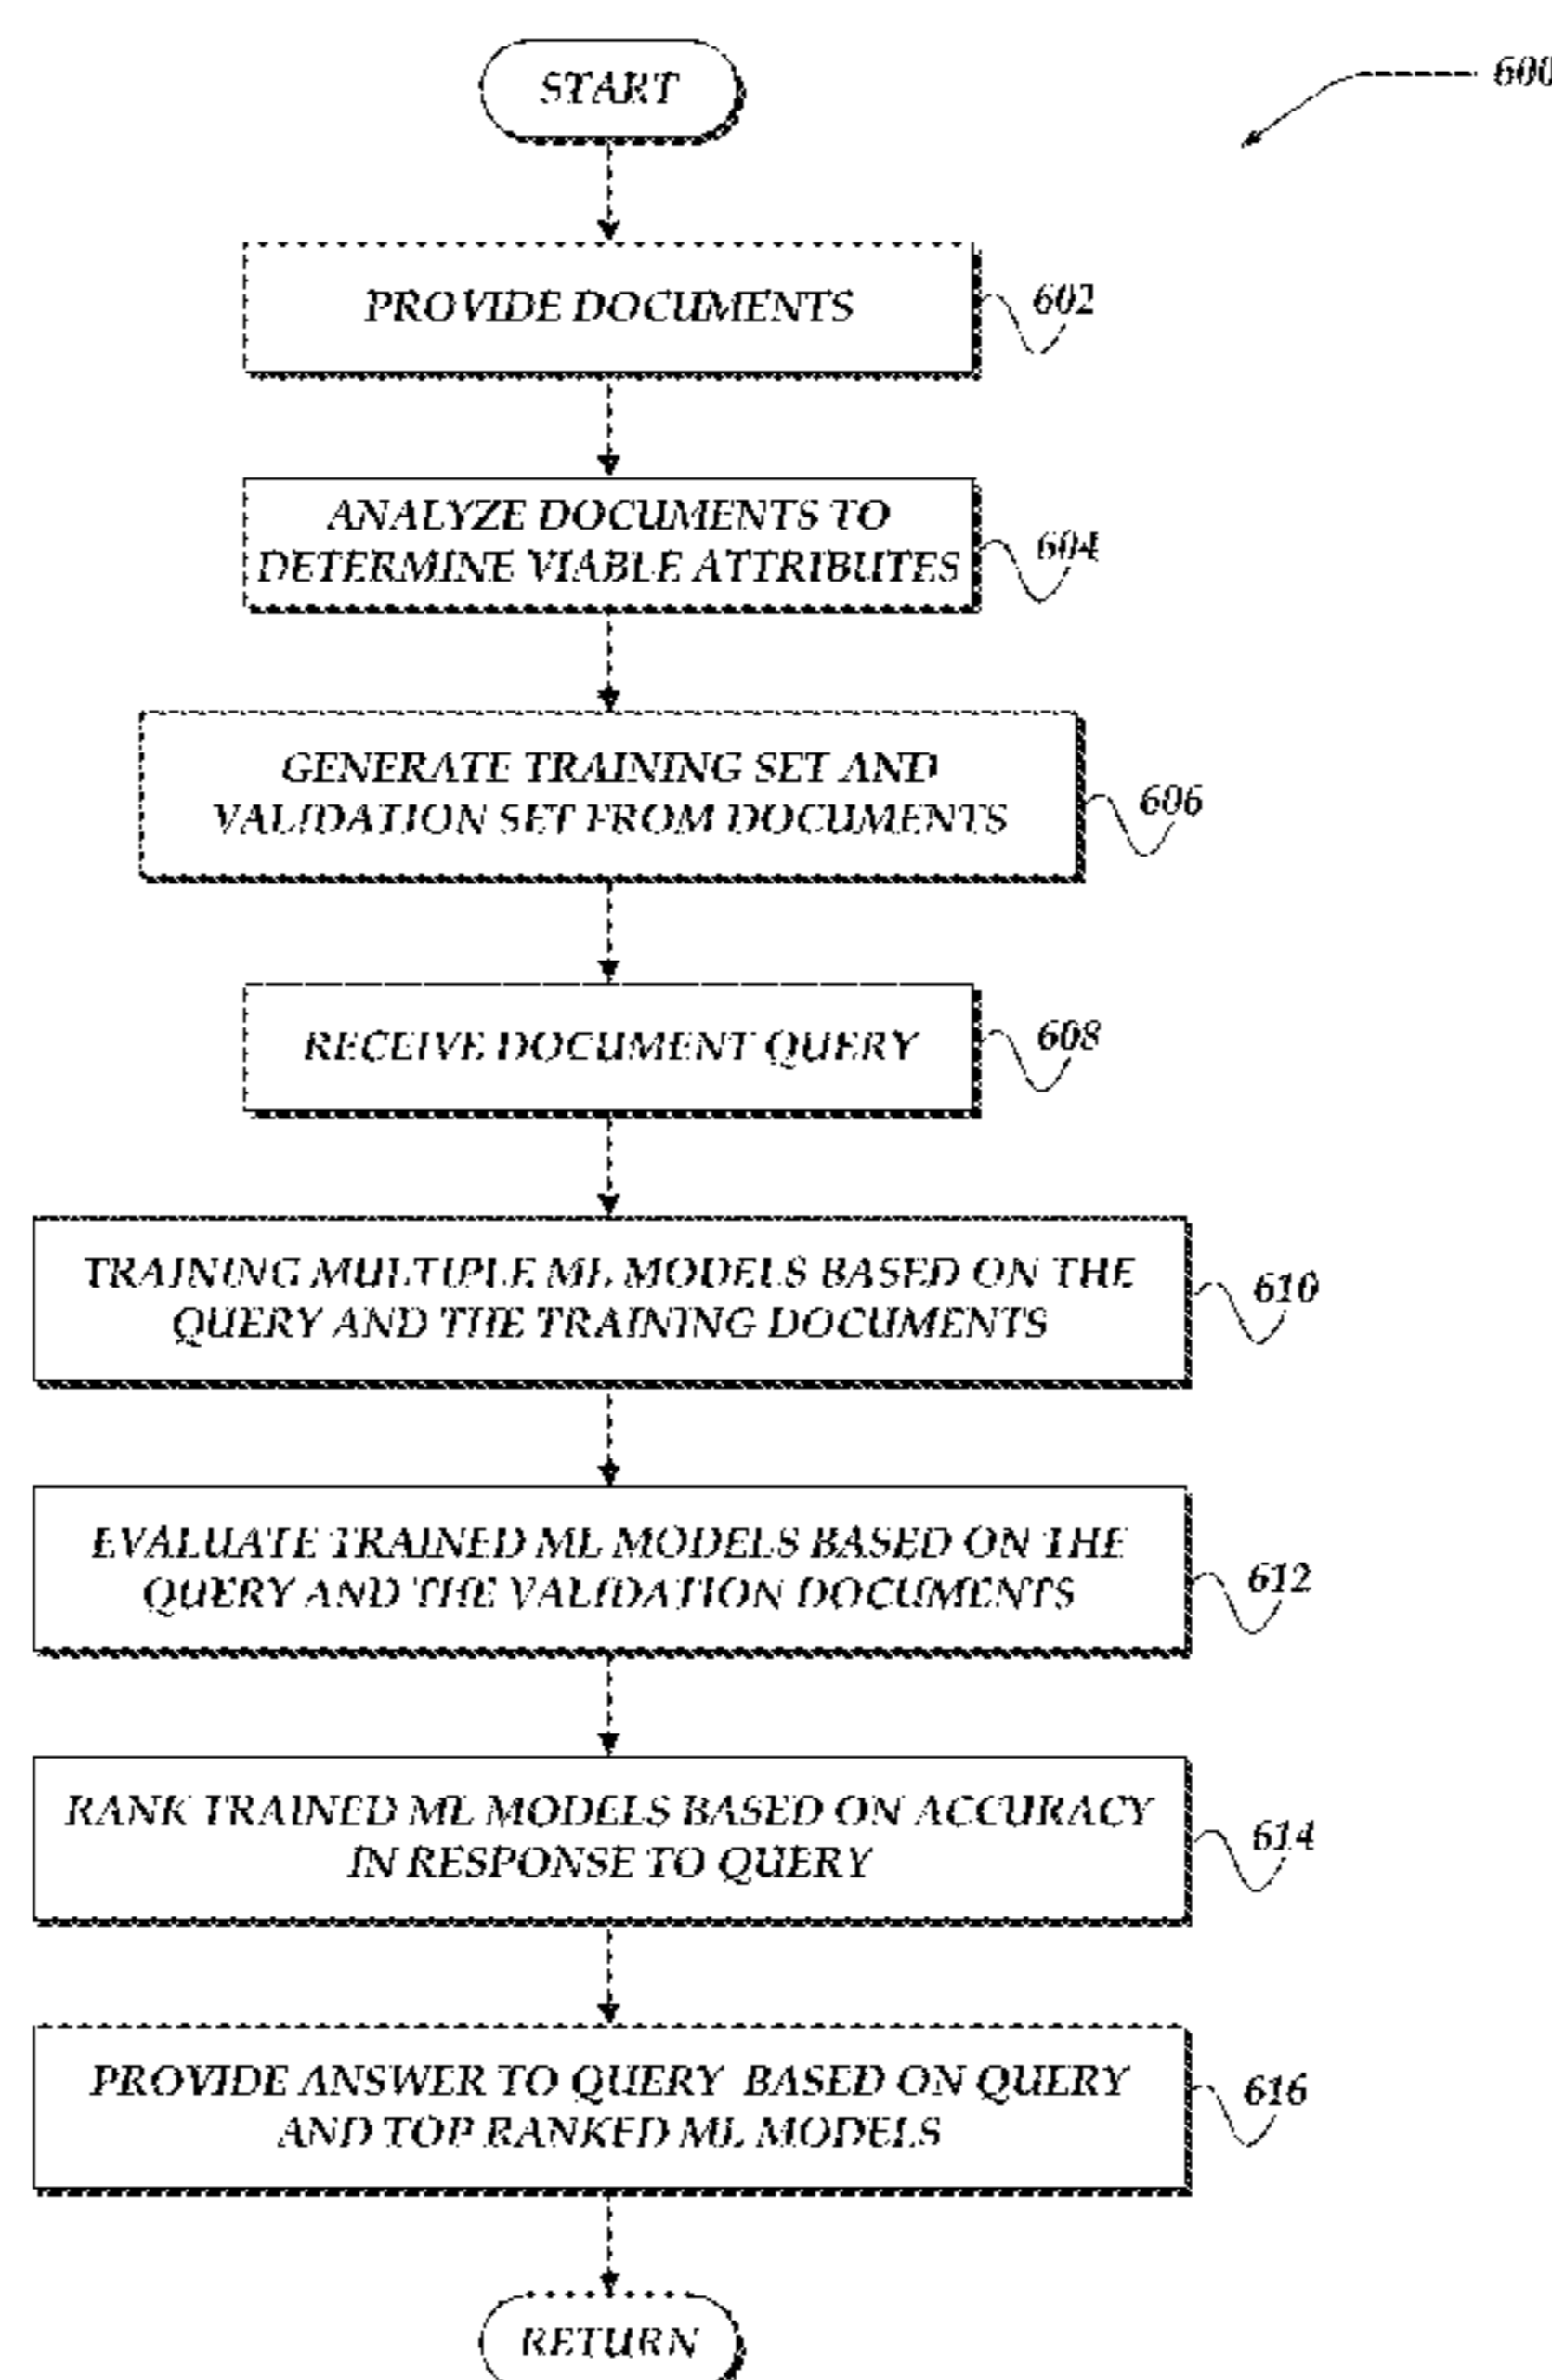 START
600
PROVIDE DOCUMENTS
602
ANALYZE DOCUMENTS TO
DETERMINE VIABLE ATTRIBUTES
604
GENERATE TRAINING SET AND
VALIDATION SET FROM DOCUMENTS
606
RECEIVE DOCUMENT QUERY
608
TRAINING MULTIPLE ML MODELS BASED ON THE
QUERY AND THE TRAINING DOCUMENTS
610
EVALUATE TRAINED ML MODELS BASED ON THE
QUERY AND THE VALIDATION DOCUMENTS
612
RANK TRAINED ML MODELS BASED ON ACCURACY
IN RESPONSE TO QUERY
614
PROVIDE ANSWER TO QUERY BASED ON QUERY
AND TOP RANKED ML MODELS
616
RETURN